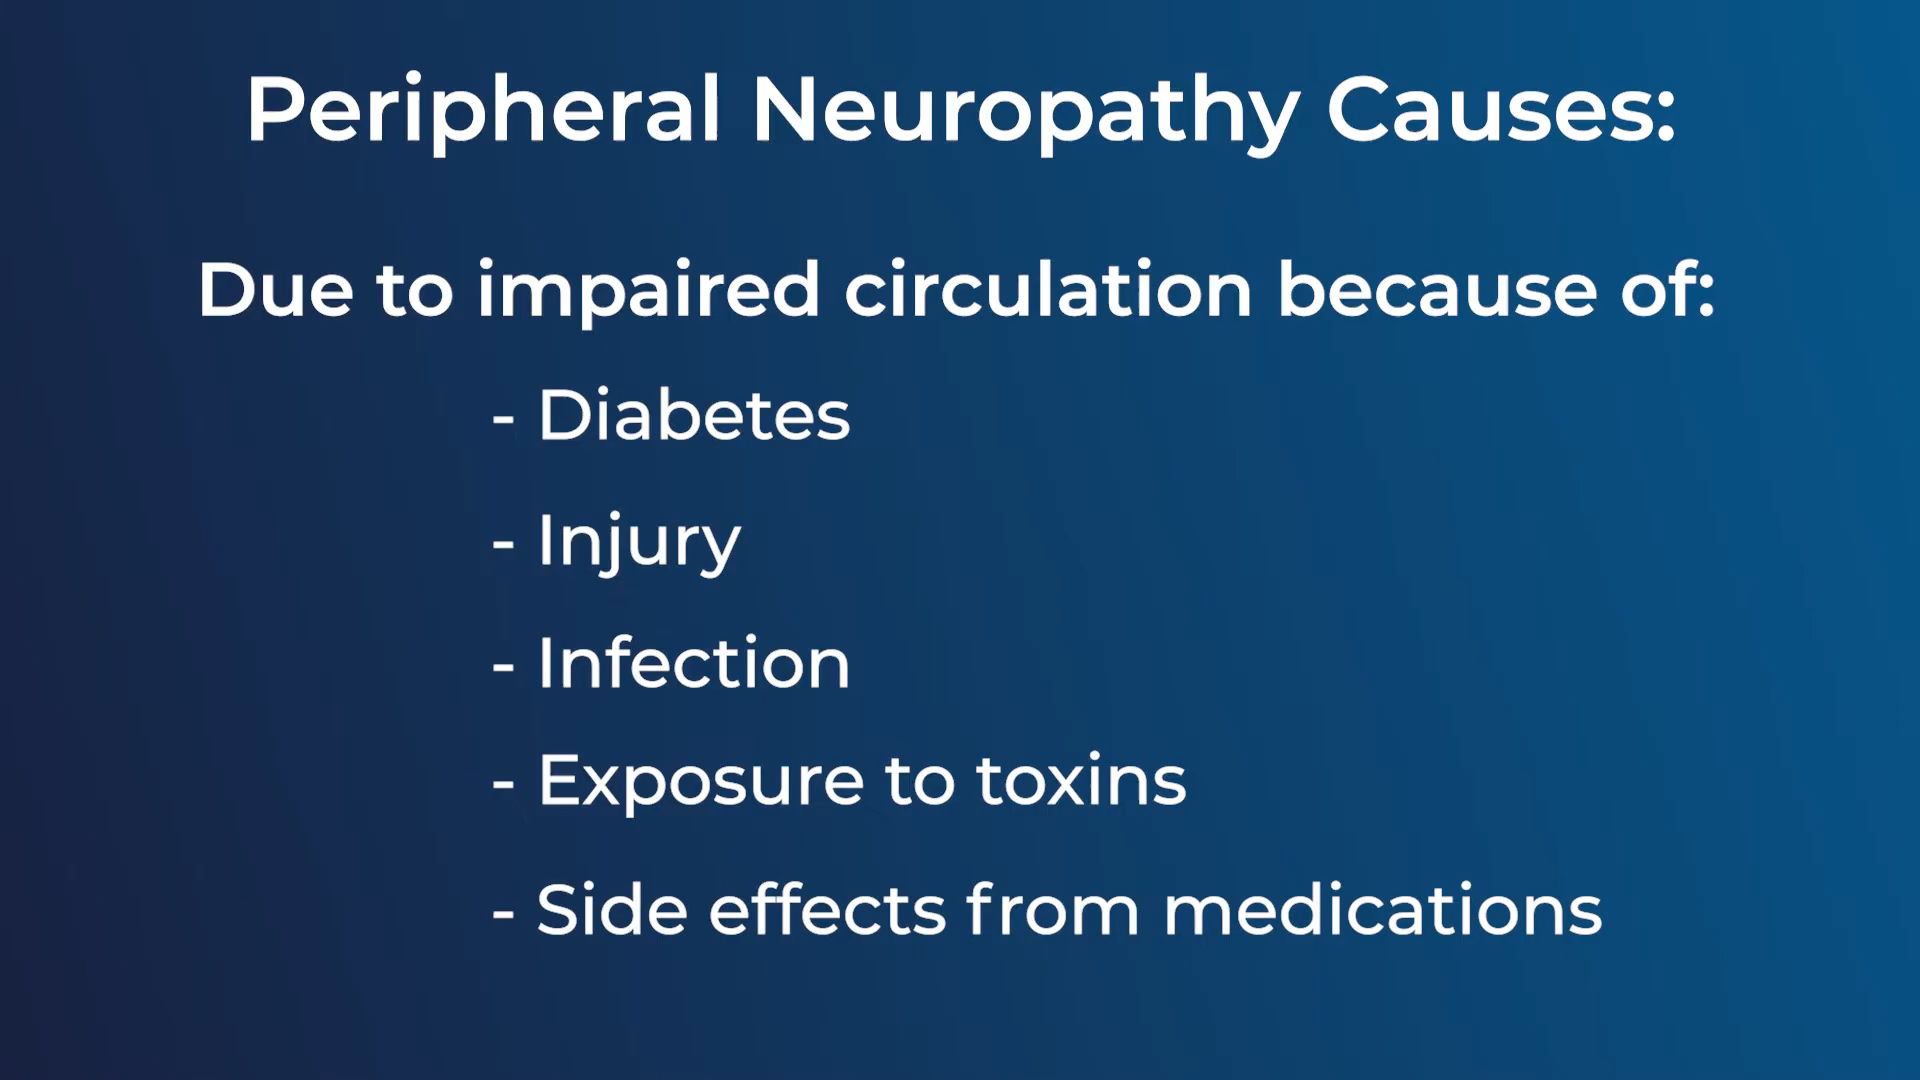 Peripheral Neuropathy Causes:
Due to impaired circulation because of:
- Diabetes
- Injury
- Infection
- Exposure to toxins
- Side effects from medications